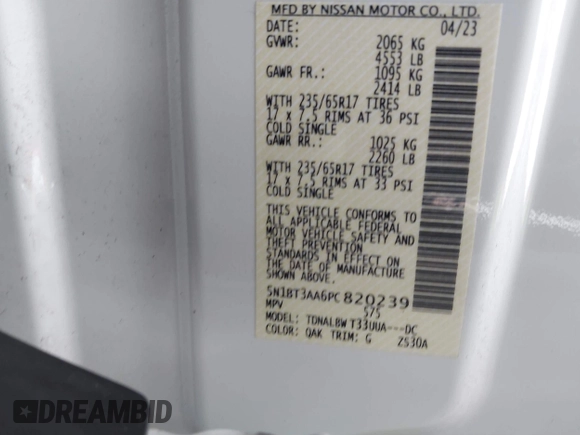 MFD BY NISSAN MOTOR CO., LTD.
DATE: 04/23
GVWR: 2065 KG
4553 LB
GAWR FR.: 1095 KG
2414 LB
WITH 235/65R17 TIRES
17 x 7.5 RIMS AT 36 PSI
COLD SINGLE
GAWR RR.: 1025 KG
2260 LB
WITH 235/65R17 TIRES
17 x 7.5 RIMS AT 33 PSI
COLD SINGLE
THIS VEHICLE CONFORMS TO
ALL APPLICABLE FEDERAL
MOTOR VEHICLE SAFETY AND
THEFT PREVENTION
STANDARDS IN EFFECT ON
THE DATE OF MANUFACTURE
SHOWN ABOVE.
5N1BT3AA6PC820239
MPV 575
MODEL: TDNALBW T33UUA---DC
COLOR: QAK TRIM: G ZS30A
DREAMBID